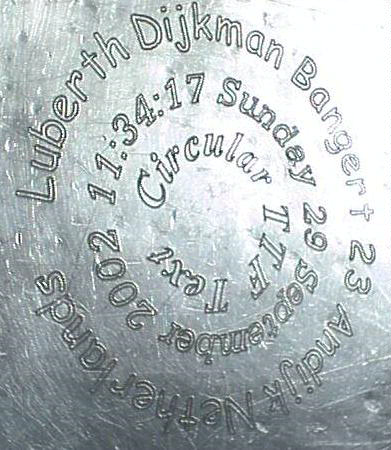 Luberth Dijkman Bangert 23 Andijk Netherlands
11:34:17 Sunday 29 September 2002
Circular TTF Text